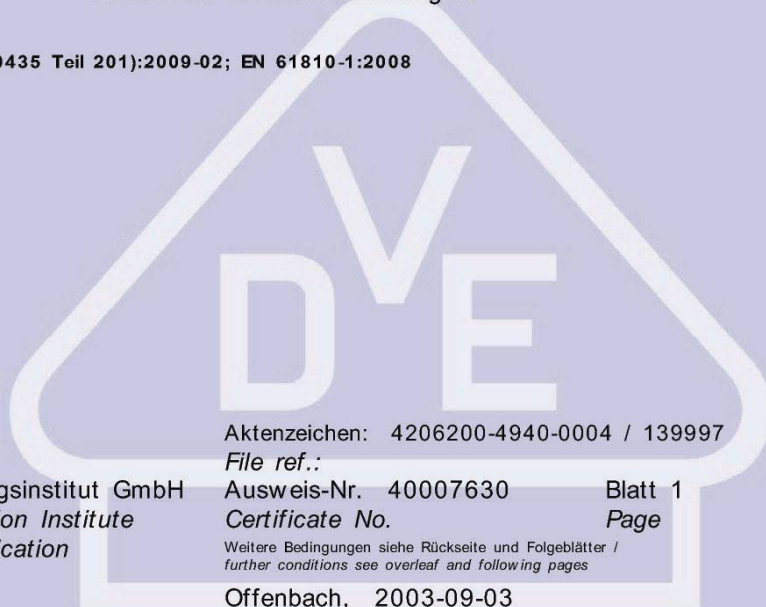 0435 Teil 201):2009-02; EN 61810-1:2008
DVE
Aktenzeichen: 4206200-4940-0004 / 139997
File ref.:
gsinstitut GmbH Ausweis-Nr. 40007630 Blatt 1
on Institute Certificate No. Page
ication Weitere Bedingungen siehe Rückseite und Folgeblätter /
further conditions see overleaf and following pages
Offenbach, 2003-09-03